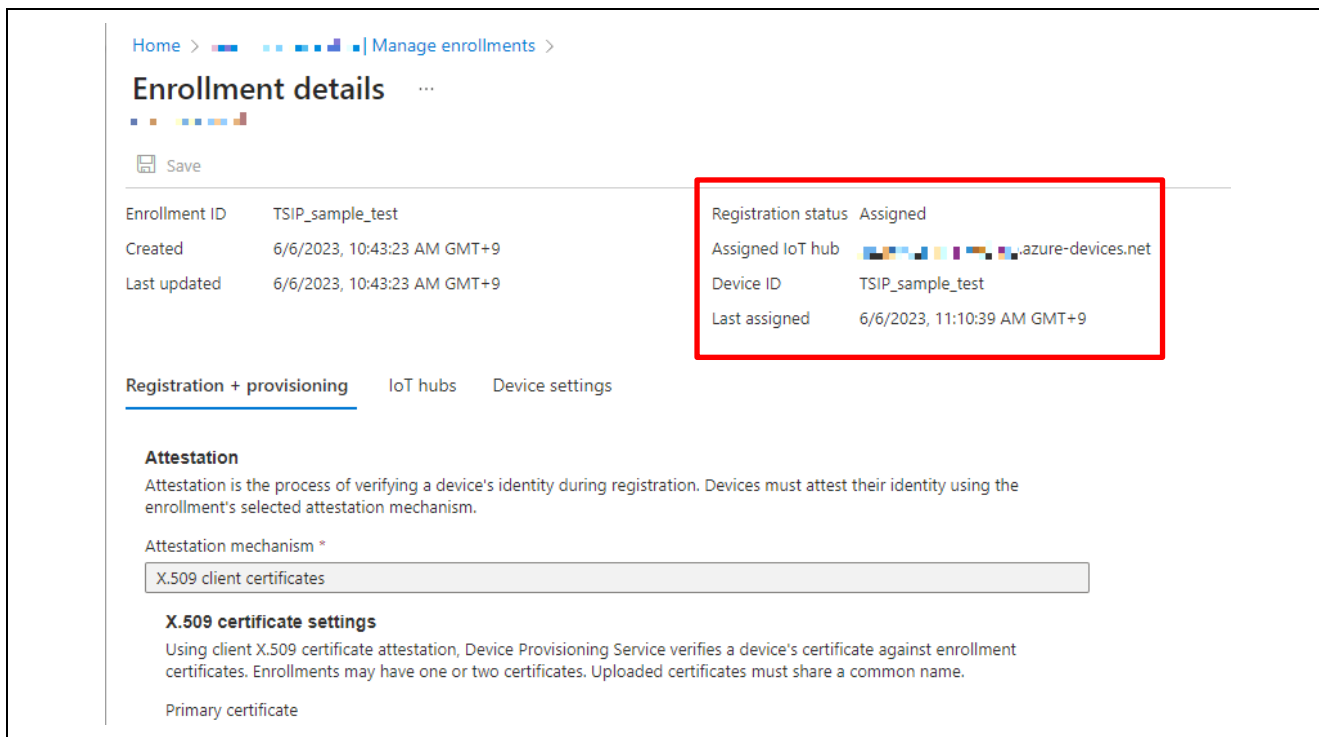 Home > | Manage enrollments >
Enrollment details ...
Save
Enrollment ID TSIP_sample_test
Created 6/6/2023, 10:43:23 AM GMT+9
Last updated 6/6/2023, 10:43:23 AM GMT+9
Registration status Assigned
Assigned IoT hub .azure-devices.net
Device ID TSIP_sample_test
Last assigned 6/6/2023, 11:10:39 AM GMT+9
Registration + provisioning IoT hubs Device settings
Attestation
Attestation is the process of verifying a device's identity during registration. Devices must attest their identity using the
enrollment's selected attestation mechanism.
Attestation mechanism *
X.509 client certificates
X.509 certificate settings
Using client X.509 certificate attestation, Device Provisioning Service verifies a device's certificate against enrollment
certificates. Enrollments may have one or two certificates. Uploaded certificates must share a common name.
Primary certificate